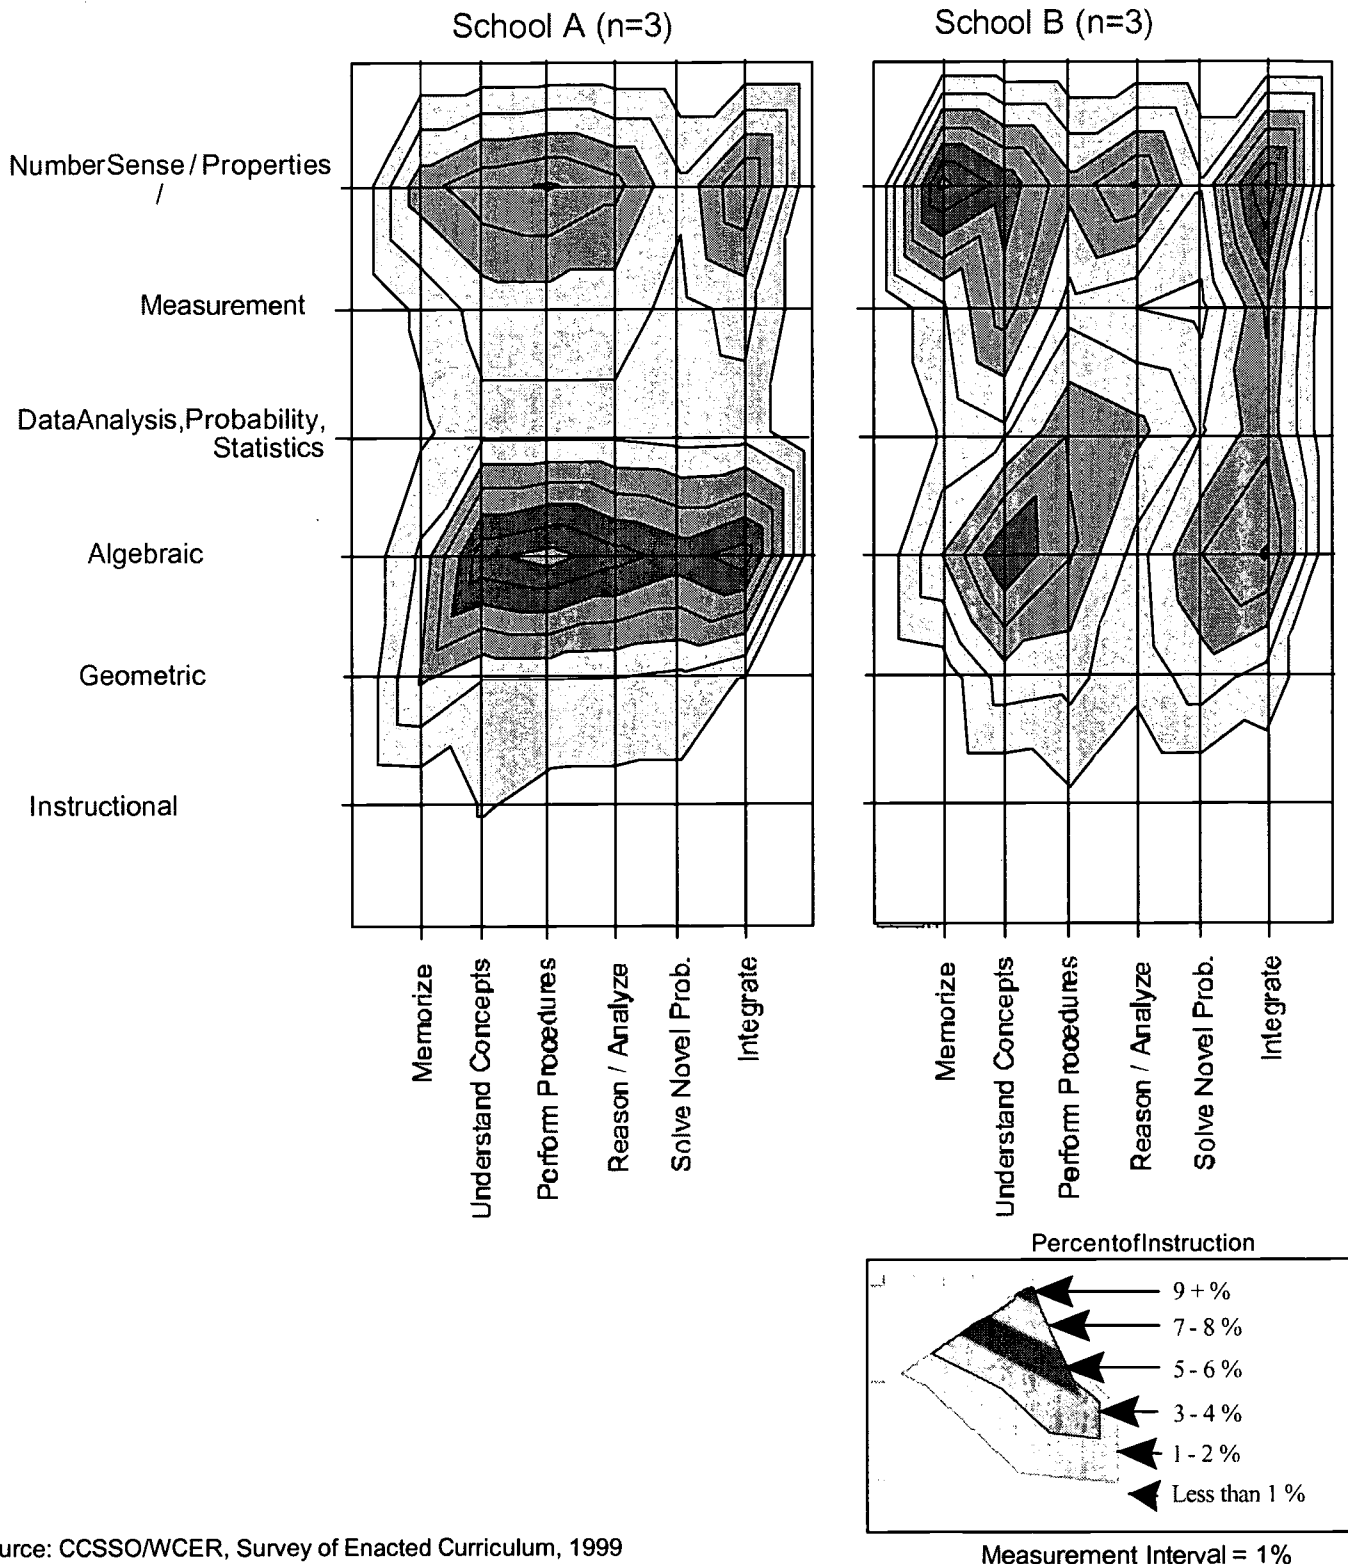 School A (n=3)
School B (n=3)
NumberSense / Properties
/
Measurement
DataAnalysis,Probability,
Statistics
Algebraic
Geometric
Instructional
Memorize
Understand Concepts
Perform Procedures
Reason / Analyze
Solve Novel Prob.
Integrate
Memorize
Understand Concepts
Perform Procedures
Reason / Analyze
Solve Novel Prob.
Integrate
PercentofInstruction
9 + %
7 - 8 %
5 - 6 %
3 - 4 %
1 - 2 %
Less than 1 %
urce: CCSSO/WCER, Survey of Enacted Curriculum, 1999
Measurement Interval = 1%